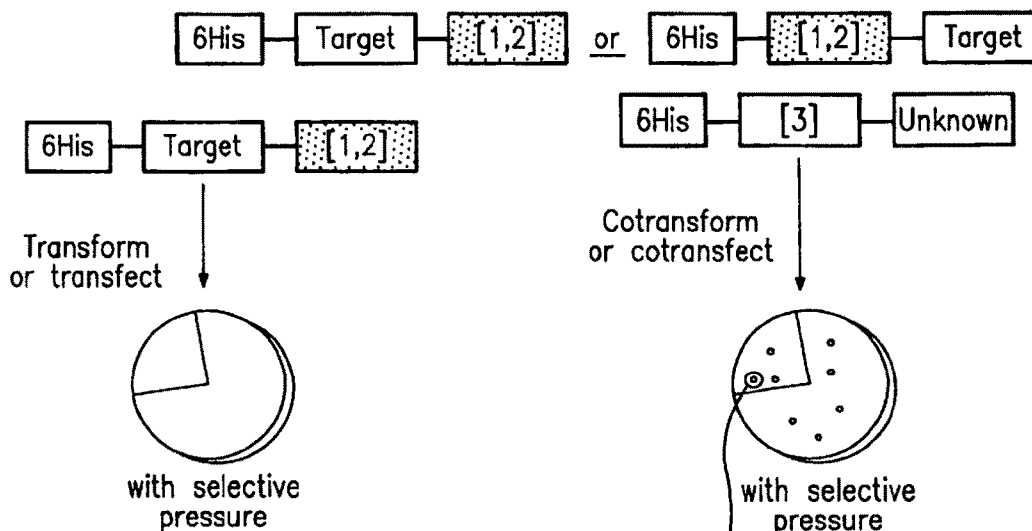 6His Target [1,2] or 6His [1,2] Target
6His [3] Unknown
6His Target [1,2]
Transform
or transfect
Cotransform
or cotransfect
with selective
pressure
with selective
pressure